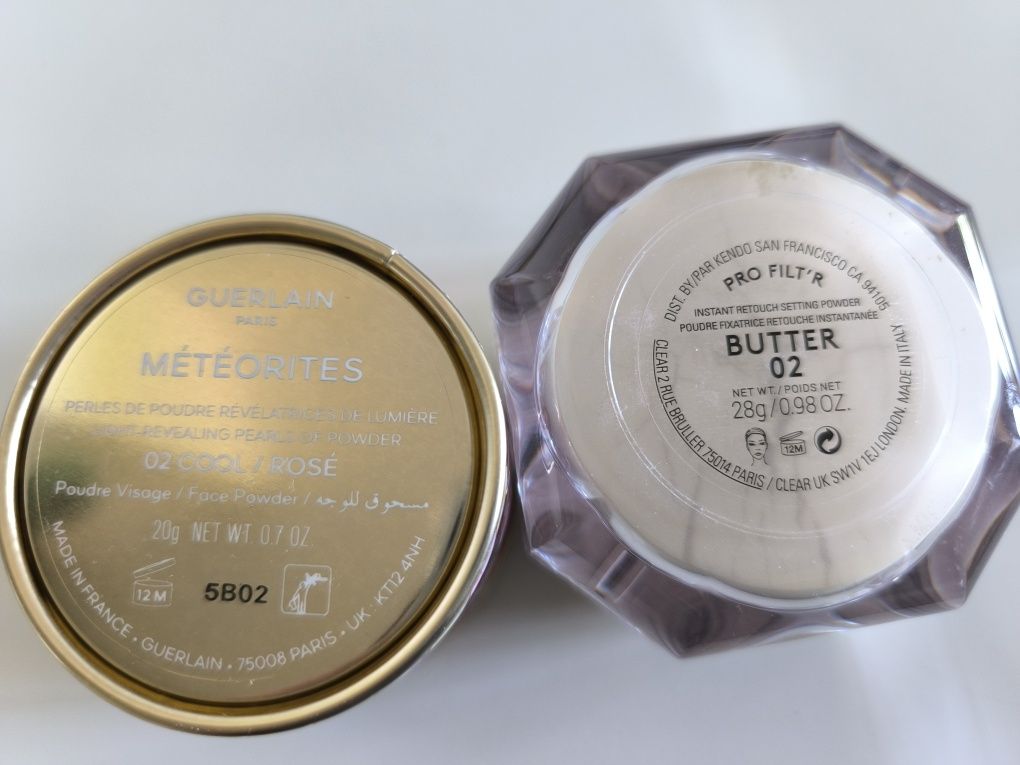 GUERLAIN
PARIS
MÉTÉORITES
PERLES DE POUDRE RÉVÉLATRICES DE LUMIÈRE
LIGHT-REVEALING PEARLS OF POWDER
02 COOL / ROSÉ
Poudre Visage / Face Powder / مسحوق للوجه
20g NET WT. 0.7 OZ.
12 M
5B02
MADE IN FRANCE • GUERLAIN • 75008 PARIS • UK : KT12 4NH
DIST. BY/PAR KENDO SAN FRANCISCO CA 94105
PRO FILT'R
INSTANT RETOUCH SETTING POWDER
POUDRE FIXATRICE RETOUCHE INSTANTANÉE
BUTTER
02
NET WT./POIDS NET
28g/0.98 OZ.
12M
CLEAR 2 RUE BRULLER 75014 PARIS / CLEAR UK SW1V 1EJ LONDON. MADE IN ITALY